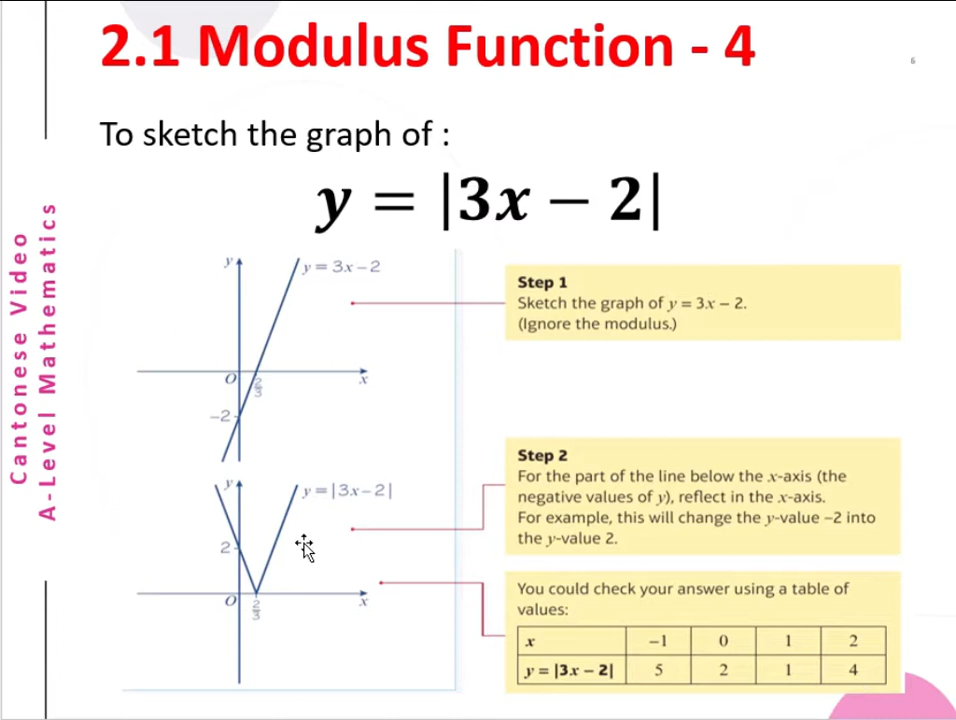 2.1 Modulus Function - 4
6
To sketch the graph of :
y = |3x − 2|
Cantonese Video
A-Level Mathematics
y
y = 3x − 2
O
2/3
x
−2
Step 1
Sketch the graph of y = 3x − 2.
(Ignore the modulus.)
y
y = |3x − 2|
2
O
2/3
x
Step 2
For the part of the line below the x-axis (the
negative values of y), reflect in the x-axis.
For example, this will change the y-value −2 into
the y-value 2.
You could check your answer using a table of
values:
x −1 0 1 2
y = |3x − 2| 5 2 1 4